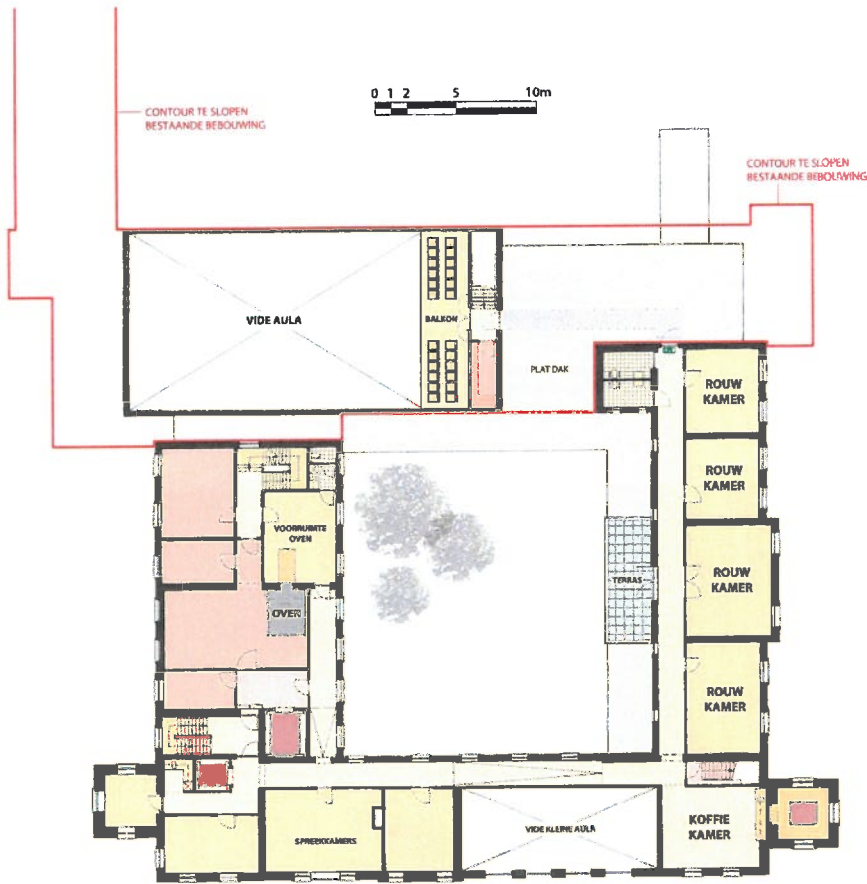 0 1 2 5 10m
CONTOUR TE SLOPEN
BESTAANDE BEBOUWING
CONTOUR TE SLOPEN
BESTAANDE BEBOUWING
VIDE AULA
BALKON
PLAT DAK
ROUW
KAMER
ROUW
KAMER
VOORRUIMTE
OVEN
ROUW
KAMER
TERRAS
OVEN
ROUW
KAMER
SPREEKKAMERS
VIDE KLEINE AULA
KOFFIE
KAMER